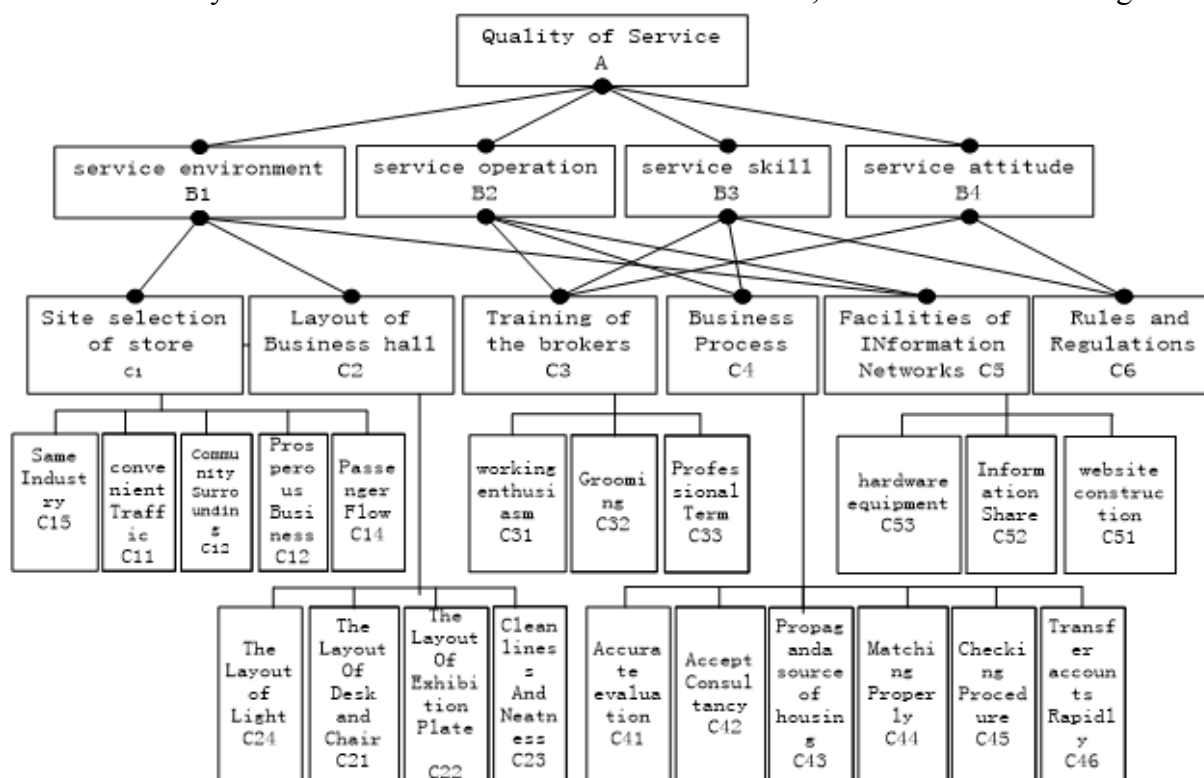 Quality of Service
A
service environment
B1
service operation
B2
service skill
B3
service attitude
B4
Site selection
of store
C1
Layout of
Business hall
C2
Training of
the brokers
C3
Business
Process
C4
Facilities of
INformation
Networks C5
Rules and
Regulations
C6
Same
Indust
ry
C15
conve
nient
Traff
ic
C11
Commu
nity
Surro
undin
g
C12
Pros
pero
us
Busi
ness
C12
Passe
nger
Flow
C14
working
enthusi
asm
C31
Groomi
ng
C32
Profes
sional
Term
C33
hardware
equipment
C53
Inform
ation
Share
C52
website
construc
tion
C51
The
Layout
of
Light
C24
The
Layout
Of
Desk
and
Chair
C21
The
Layout
Of
Exhibi
tion
Plate
C22
Clean
lines
s
And
Neatn
ess
C23
Accura
te
evalua
tion
C41
Accept
Consul
tancy
C42
Propag
anda
source
of
housin
g
C43
Matchi
ng
Proper
ly
C44
Checki
ng
Proced
ure
C45
Transf
er
accoun
ts
Rapidl
y
C46